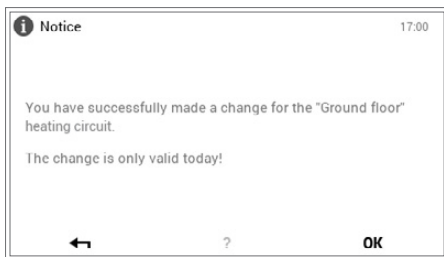 Notice 17:00
You have successfully made a change for the "Ground floor"
heating circuit.
The change is only valid today!
? OK